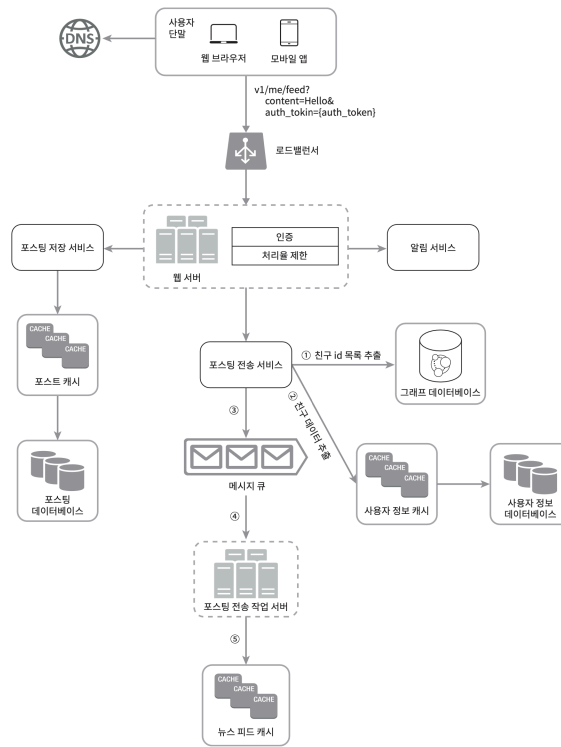 사용자
단말
DNS
웹 브라우저
모바일 앱
v1/me/feed?
content=Hello&
auth_tokin={auth_token}
로드밸런서
포스팅 저장 서비스
인증
처리율 제한
웹 서버
알림 서비스
CACHE
CACHE
CACHE
포스트 캐시
포스팅 전송 서비스
① 친구 id 목록 추출
그래프 데이터베이스
② 친구 데이터 추출
③
메시지 큐
포스팅
데이터베이스
CACHE
CACHE
CACHE
사용자 정보 캐시
사용자 정보
데이터베이스
④
포스팅 전송 작업 서버
⑤
CACHE
CACHE
CACHE
뉴스 피드 캐시